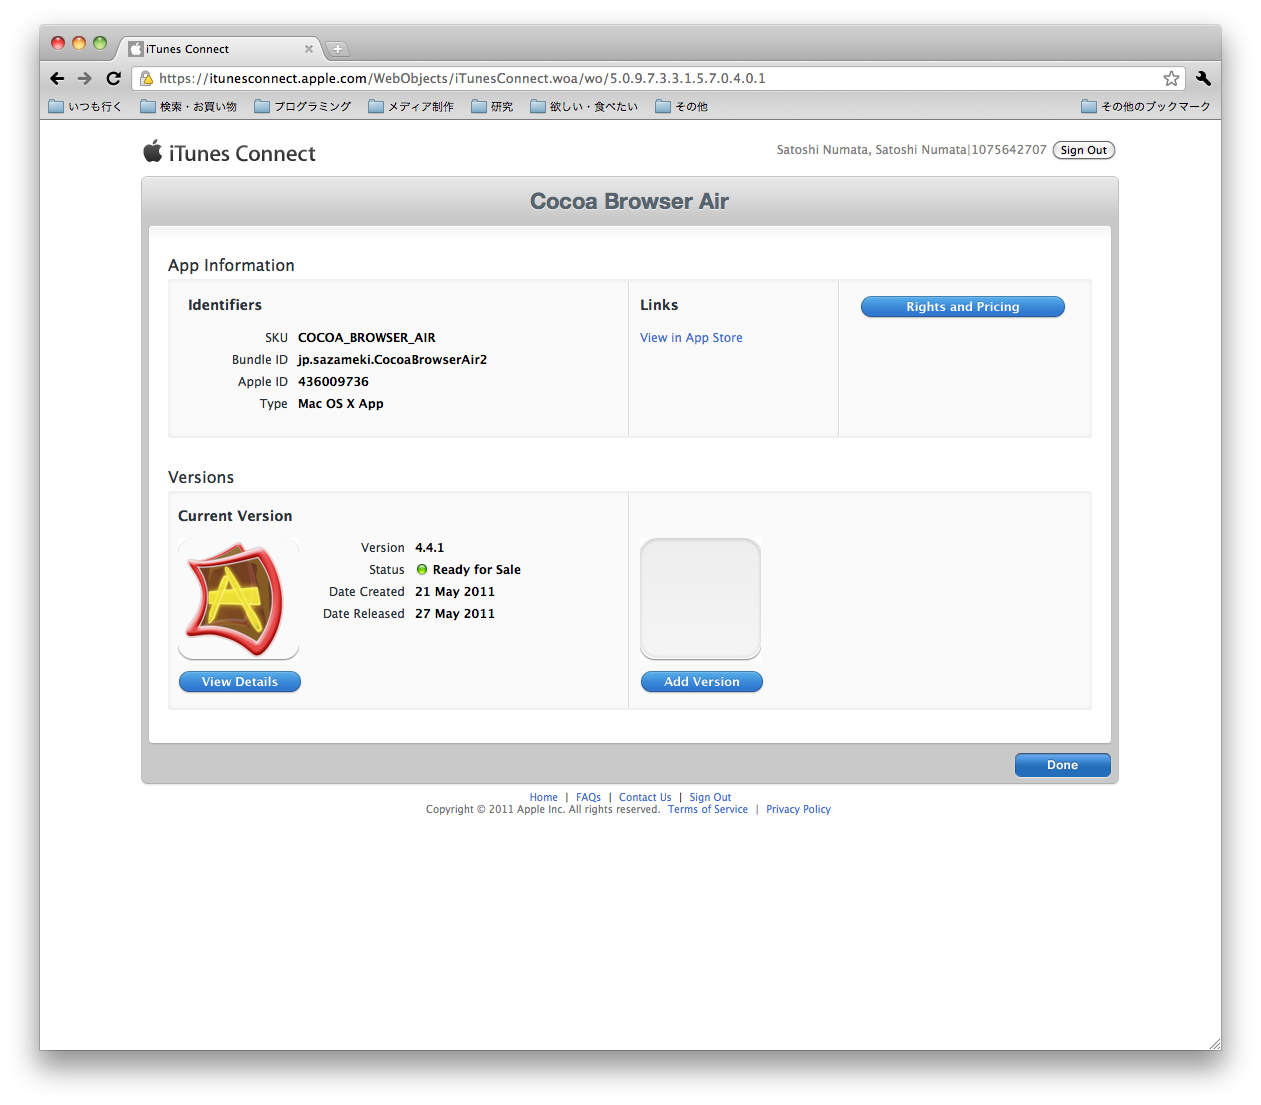 iTunes Connect
https://itunesconnect.apple.com/WebObjects/iTunesConnect.woa/wo/5.0.9.7.3.3.1.5.7.0.4.0.1
いつも行く 検索・お買い物 プログラミング メディア制作 研究 欲しい・食べたい その他 その他のブックマーク
iTunes Connect
Satoshi Numata, Satoshi Numata|1075642707 Sign Out
Cocoa Browser Air
App Information
Identifiers Links Rights and Pricing
SKU COCOA_BROWSER_AIR View in App Store
Bundle ID jp.sazameki.CocoaBrowserAir2
Apple ID 436009736
Type Mac OS X App
Versions
Current Version
Version 4.4.1
Status Ready for Sale
Date Created 21 May 2011
Date Released 27 May 2011
View Details Add Version
Done
Home | FAQs | Contact Us | Sign Out
Copyright © 2011 Apple Inc. All rights reserved. Terms of Service | Privacy Policy